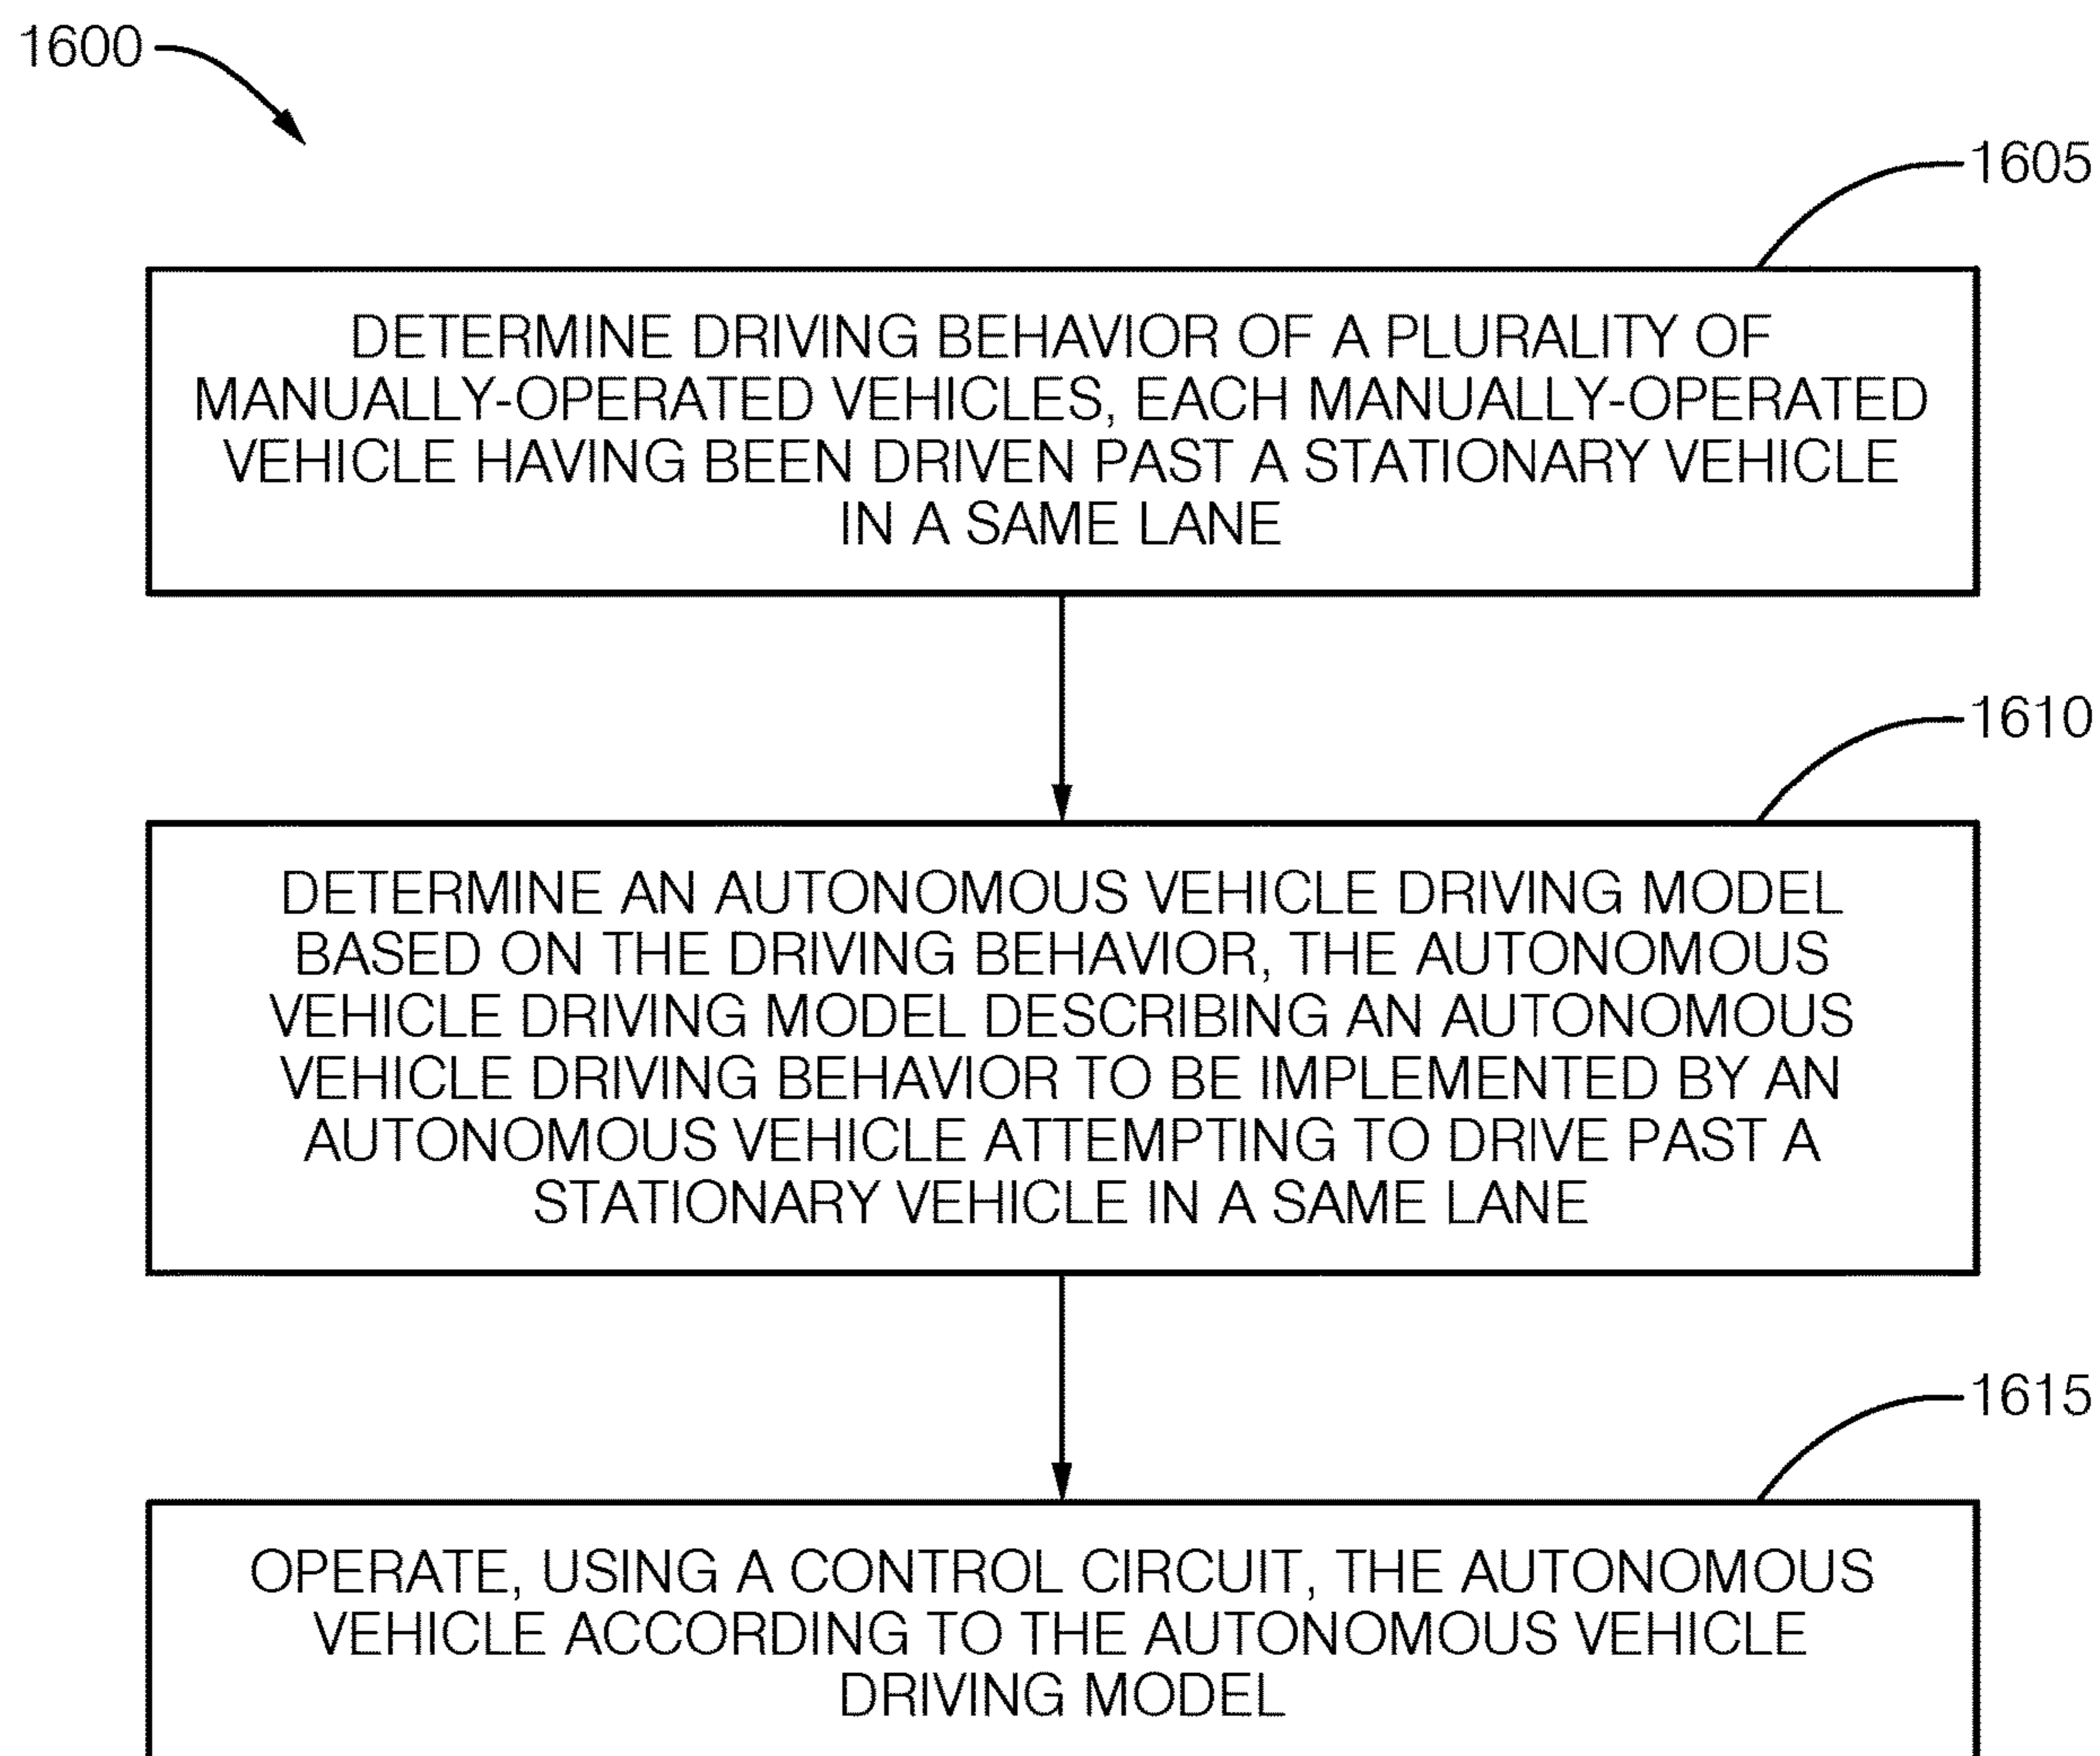 1600
1605
DETERMINE DRIVING BEHAVIOR OF A PLURALITY OF
MANUALLY-OPERATED VEHICLES, EACH MANUALLY-OPERATED
VEHICLE HAVING BEEN DRIVEN PAST A STATIONARY VEHICLE
IN A SAME LANE
1610
DETERMINE AN AUTONOMOUS VEHICLE DRIVING MODEL
BASED ON THE DRIVING BEHAVIOR, THE AUTONOMOUS
VEHICLE DRIVING MODEL DESCRIBING AN AUTONOMOUS
VEHICLE DRIVING BEHAVIOR TO BE IMPLEMENTED BY AN
AUTONOMOUS VEHICLE ATTEMPTING TO DRIVE PAST A
STATIONARY VEHICLE IN A SAME LANE
1615
OPERATE, USING A CONTROL CIRCUIT, THE AUTONOMOUS
VEHICLE ACCORDING TO THE AUTONOMOUS VEHICLE
DRIVING MODEL